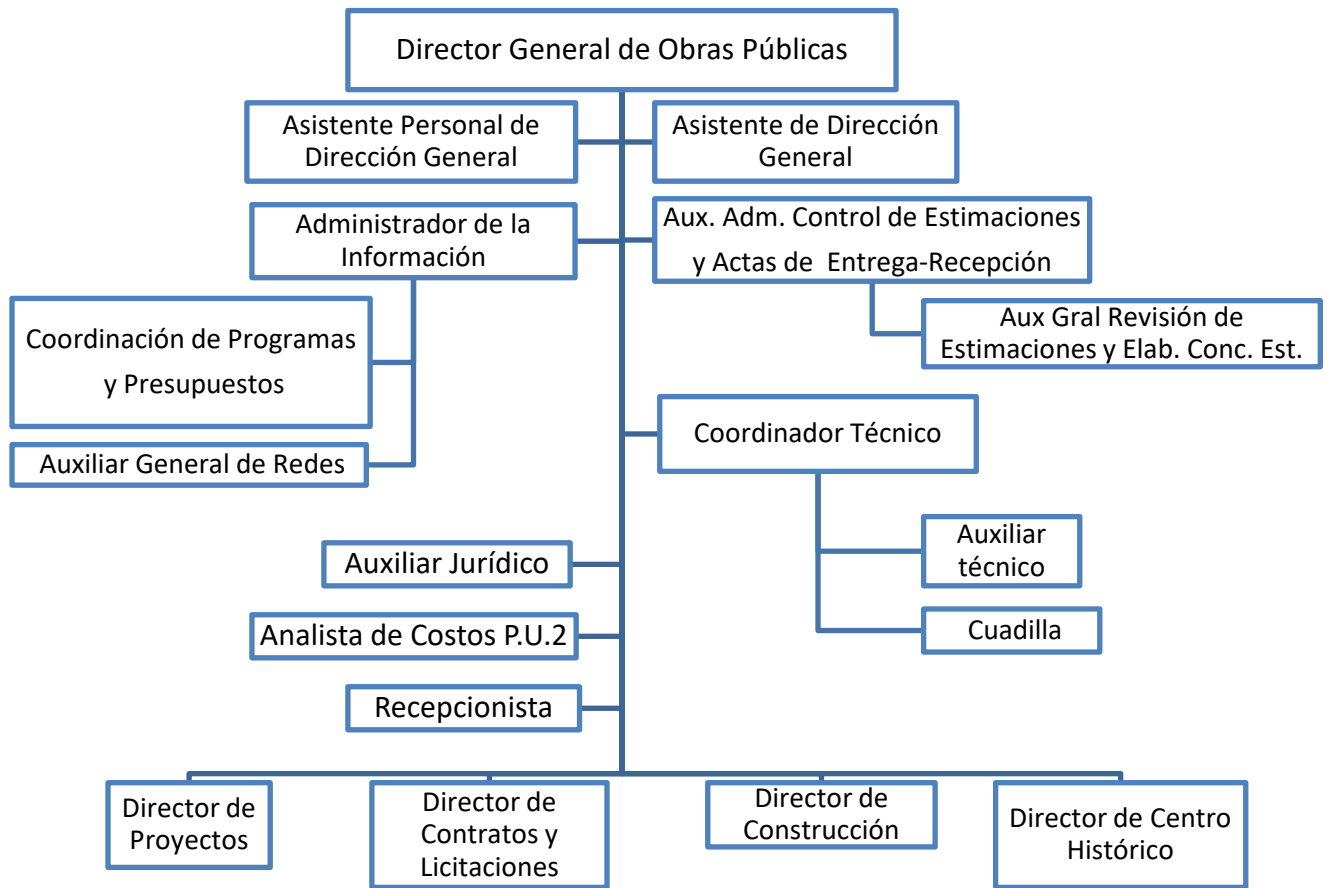 Director General de Obras Públicas
Asistente Personal de
Dirección General
Asistente de Dirección
General
Administrador de la
Información
Aux. Adm. Control de Estimaciones
y Actas de Entrega-Recepción
Coordinación de Programas
y Presupuestos
Aux Gral Revisión de
Estimaciones y Elab. Conc. Est.
Auxiliar General de Redes
Coordinador Técnico
Auxiliar Jurídico
Auxiliar
técnico
Analista de Costos P.U.2
Cuadilla
Recepcionista
Director de
Proyectos
Director de
Contratos y
Licitaciones
Director de
Construcción
Director de Centro
Histórico